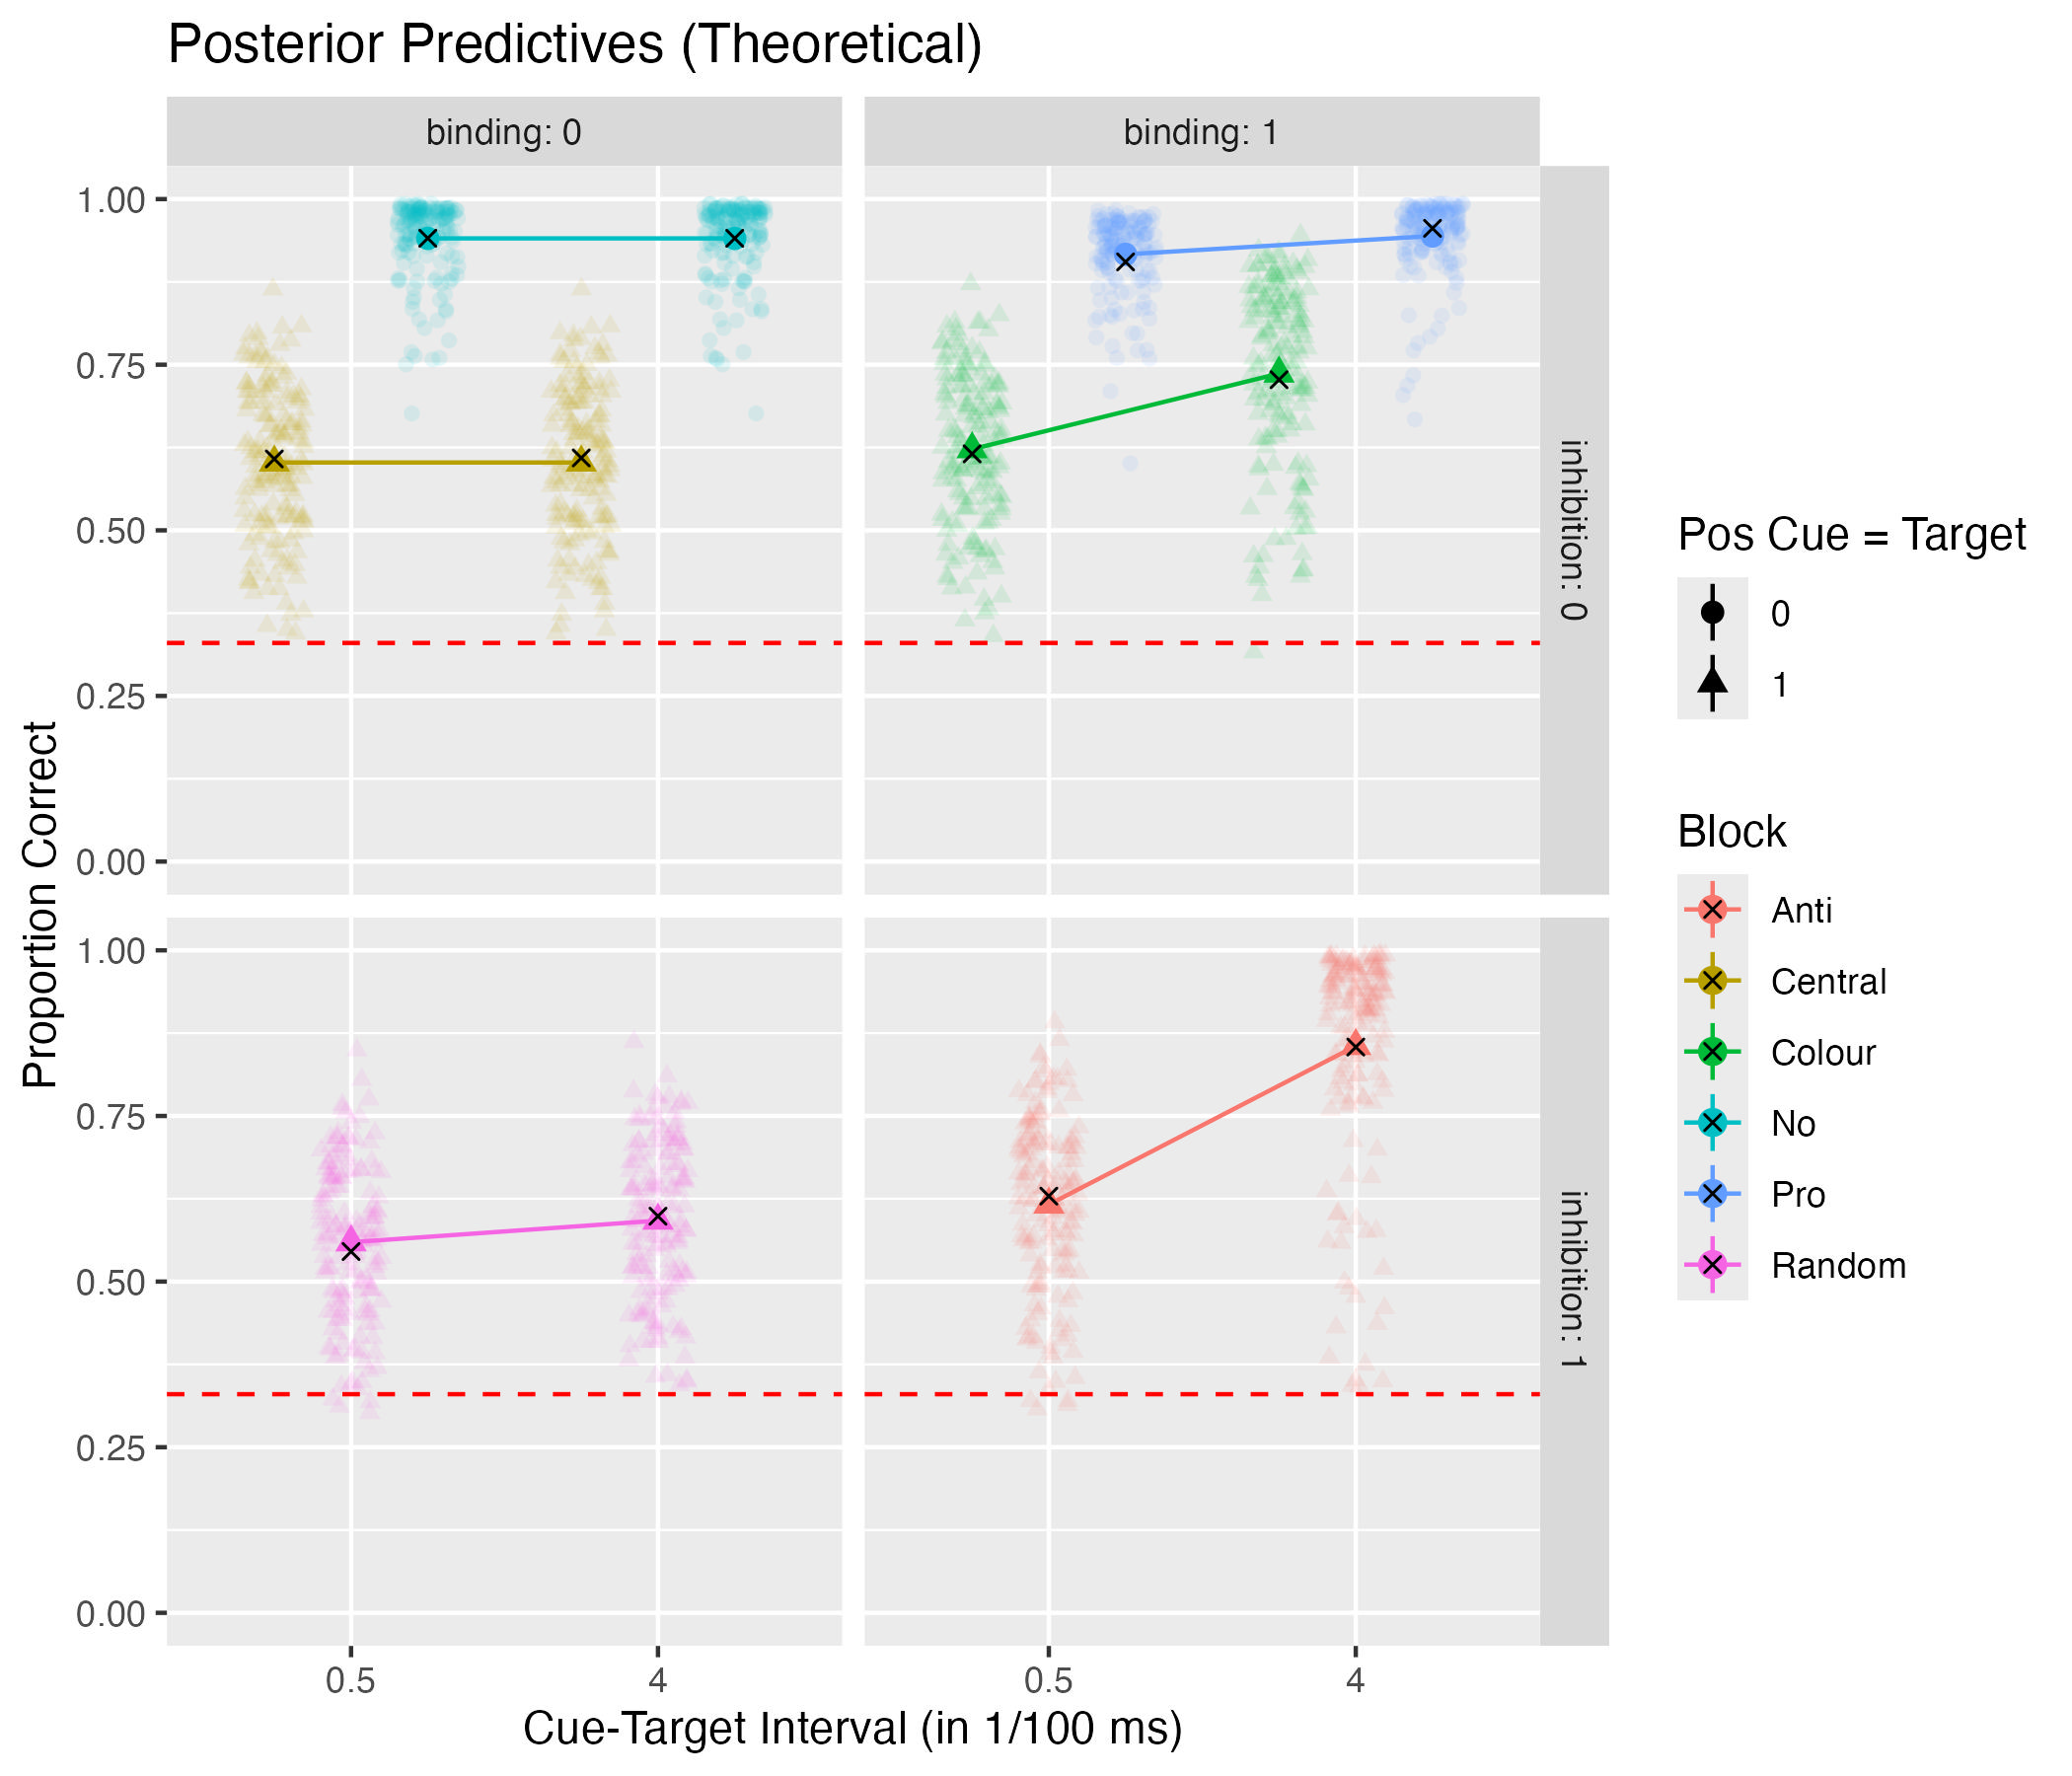 Posterior Predictives (Theoretical)
binding: 0
binding: 1
1.00
0.75
0.50
0.25
0.00
inhibition: 0
1.00
0.75
0.50
0.25
0.00
inhibition: 1
Proportion Correct
0.5
4
0.5
4
Cue-Target Interval (in 1/100 ms)
Pos Cue = Target
0
1
Block
Anti
Central
Colour
No
Pro
Random